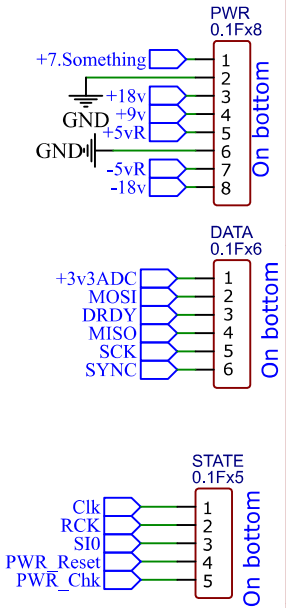 PWR
0.1Fx8
+7.Something 1
2
GND
+18v 3
+9v 4
+5vR 5
GND 6
-5vR 7
-18v 8
On bottom
DATA
0.1Fx6
+3v3ADC 1
MOSI 2
DRDY 3
MISO 4
SCK 5
SYNC 6
On bottom
STATE
0.1Fx5
Clk 1
RCK 2
SI0 3
PWR_Reset 4
PWR_Chk 5
On bottom